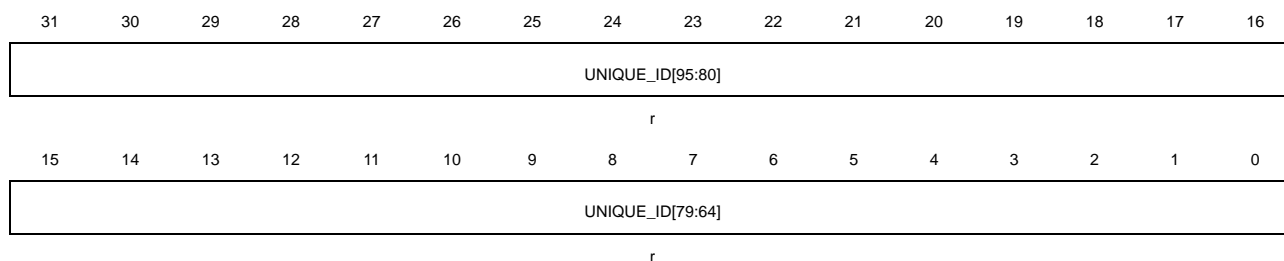 31 30 29 28 27 26 25 24 23 22 21 20 19 18 17 16
UNIQUE_ID[95:80]
r
15 14 13 12 11 10 9 8 7 6 5 4 3 2 1 0
UNIQUE_ID[79:64]
r